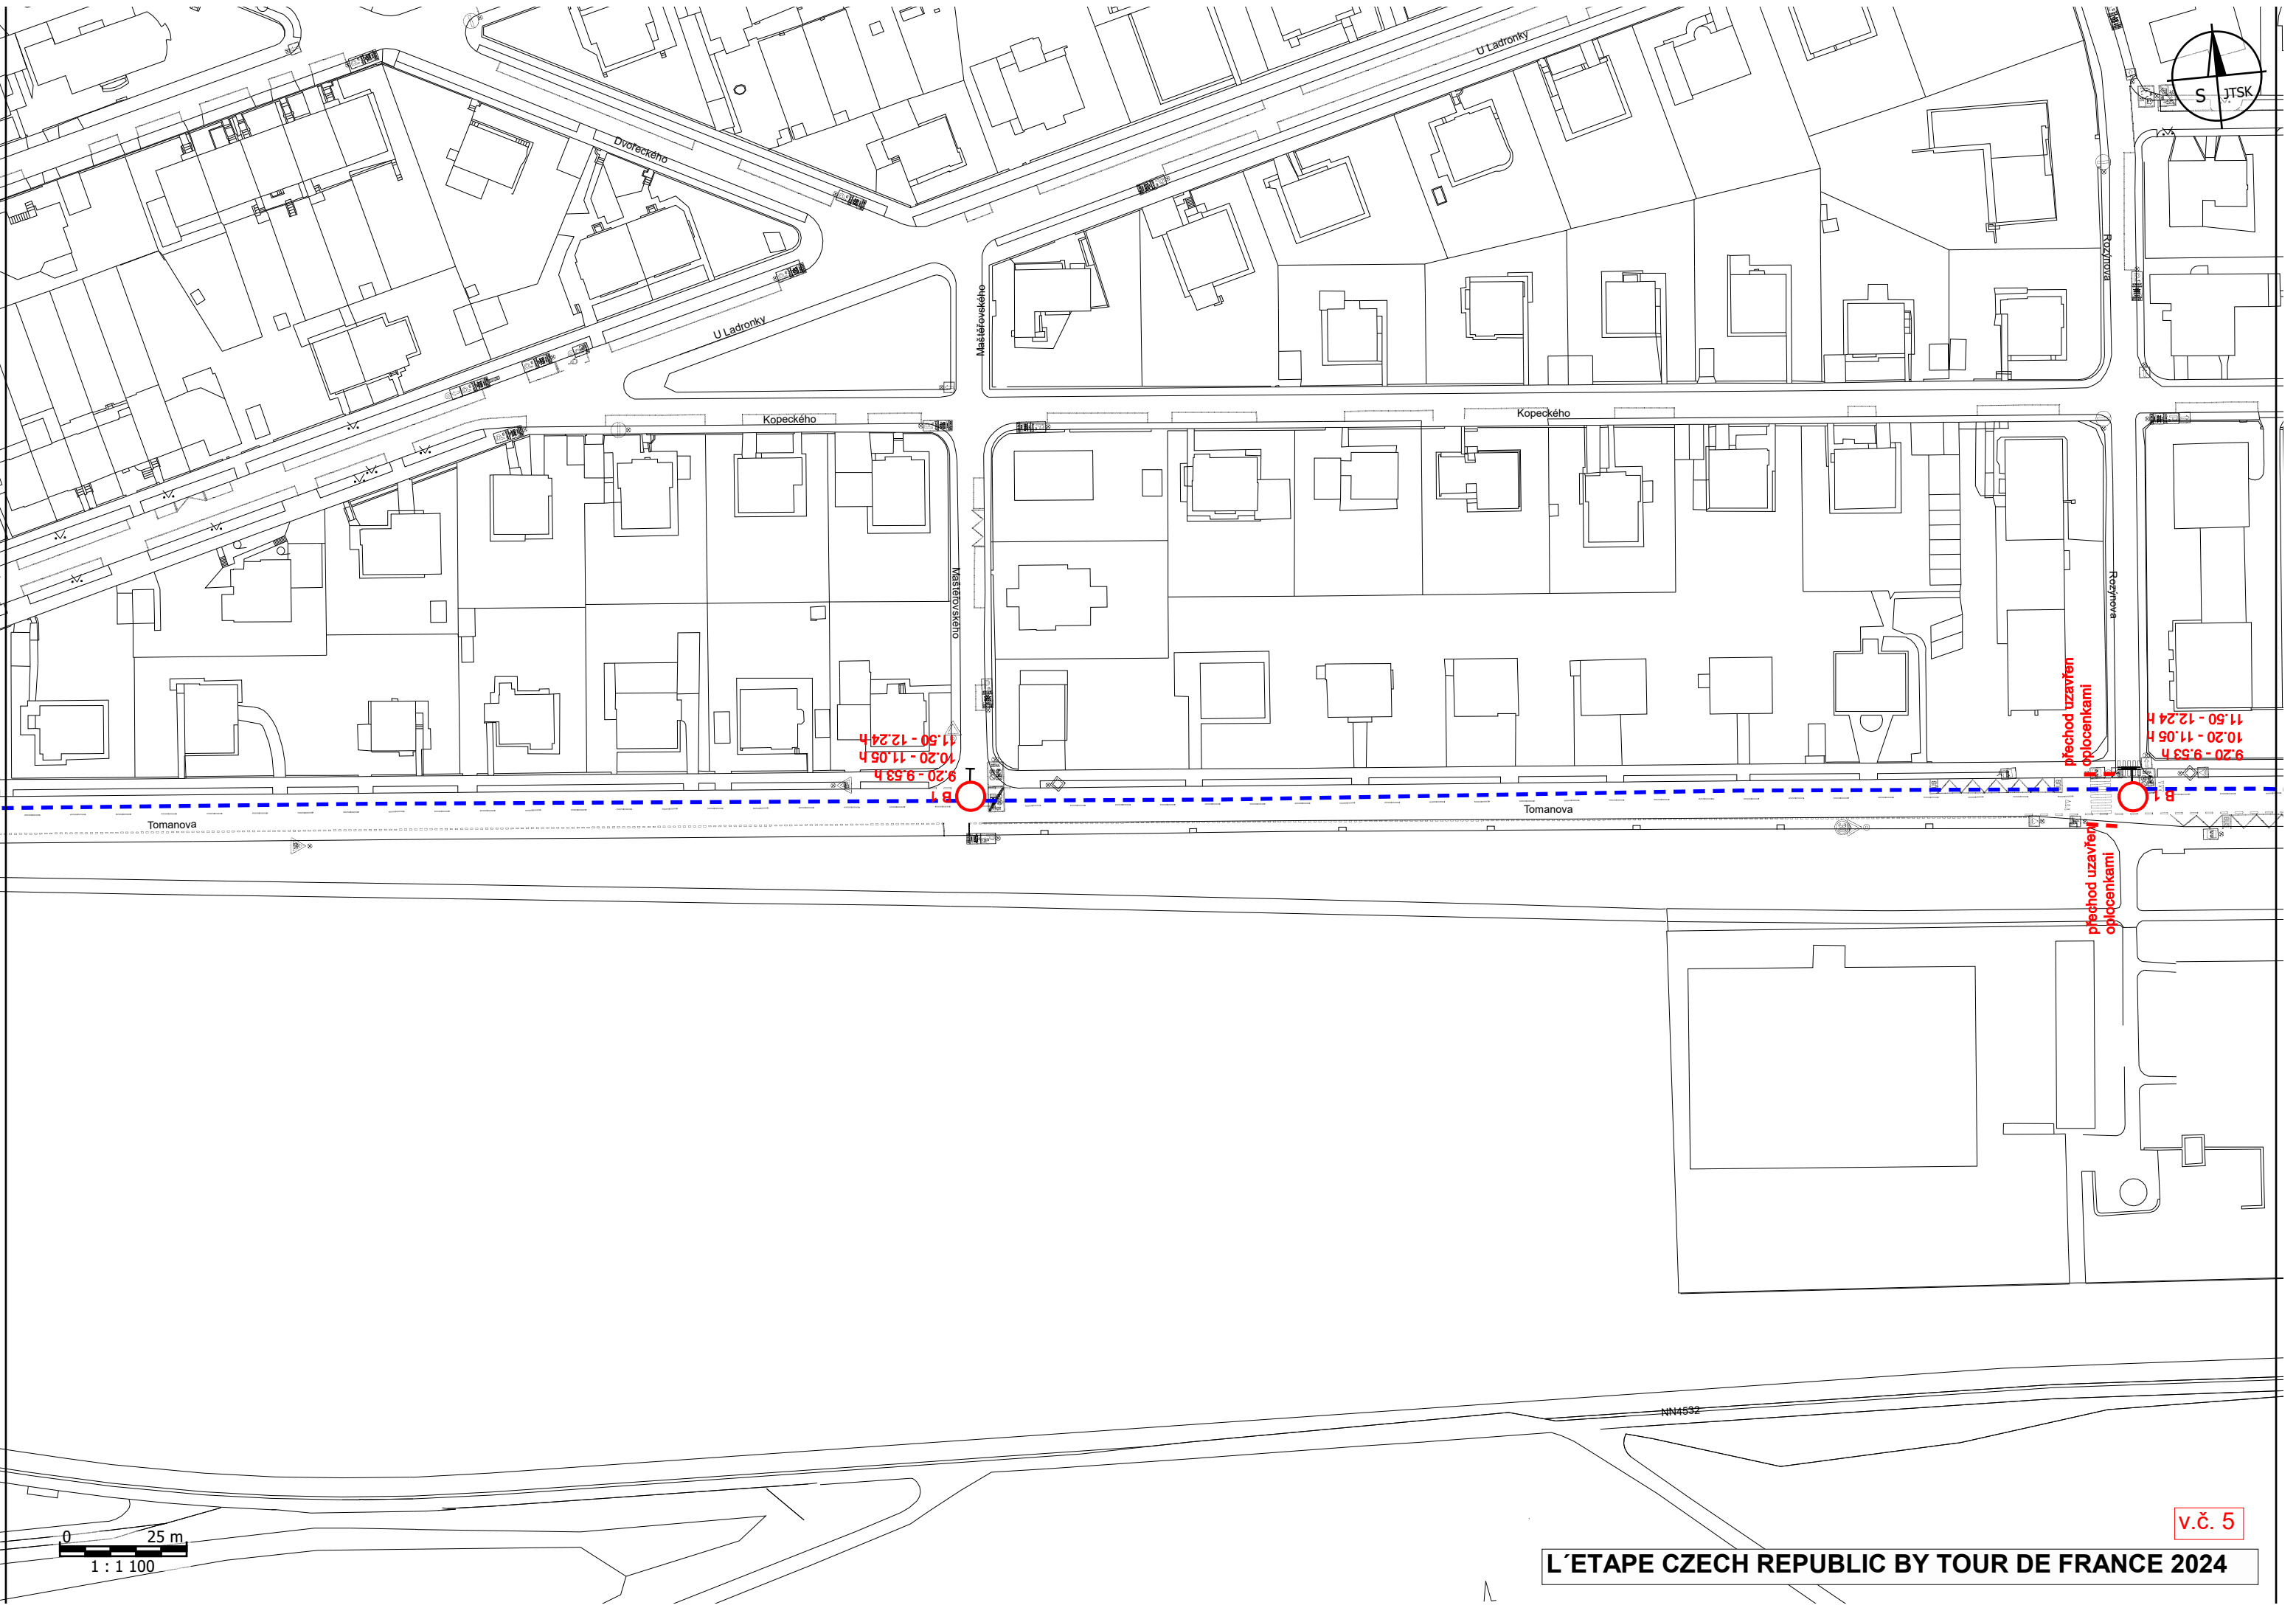 U Ladronky
S JTSK
Dvořeckého
Rozýnova
Maštěřovského
U Ladronky
Kopeckého
Kopeckého
Maštěřovského
Rozýnova
přechod uzavřen
oplocenkami
9.20 - 9.53 h
10.20 - 11.05 h
11.50 - 12.24 h
B 1
9.20 - 9.53 h
10.20 - 11.05 h
11.50 - 12.24 h
B 1
Tomanova
Tomanova
přechod uzavřen
oplocenkami
NN4532
0 25 m
1 : 1 100
v.č. 5
L´ETAPE CZECH REPUBLIC BY TOUR DE FRANCE 2024